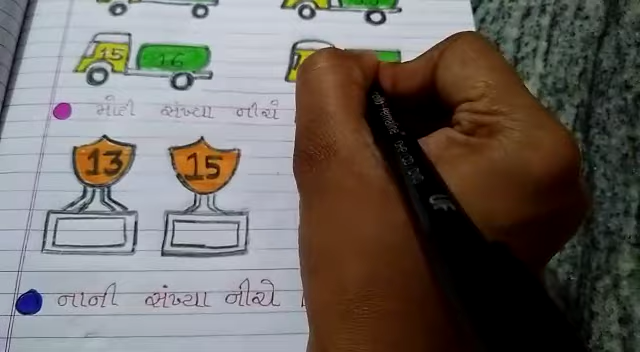 15 16
મોટી સંખ્યા નીચે
13 15
નાની સંખ્યા નીચે